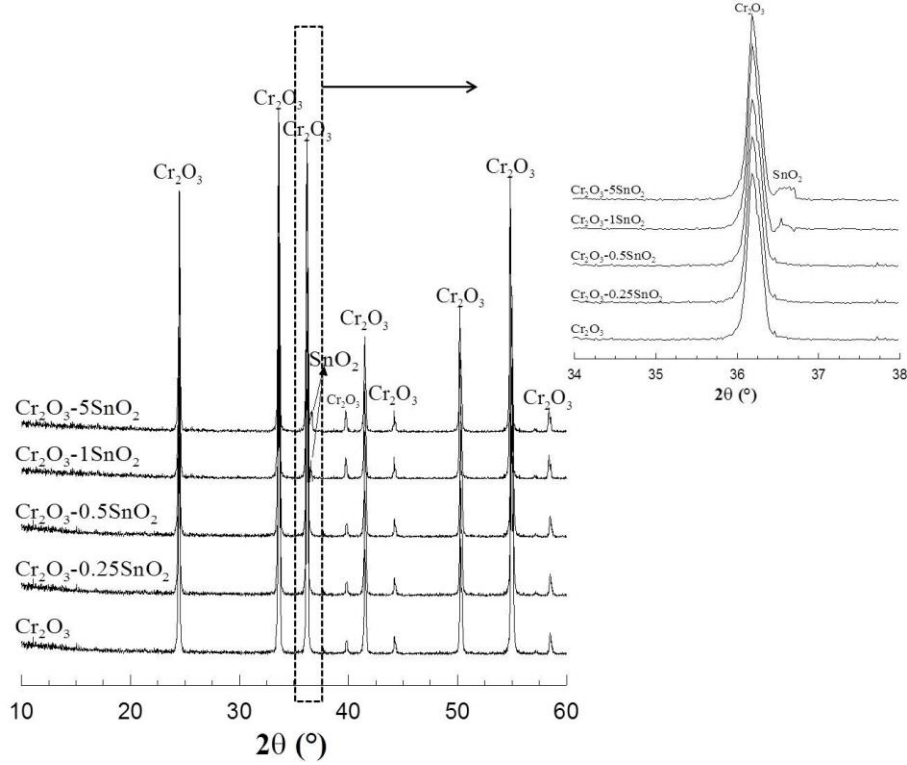 Cr₂O₃
Cr₂O₃
Cr₂O₃
Cr₂O₃
Cr₂O₃
Cr₂O₃
SnO₂
Cr₂O₃
Cr₂O₃
Cr₂O₃
Cr₂O₃
Cr₂O₃-5SnO₂
Cr₂O₃-1SnO₂
Cr₂O₃-0.5SnO₂
Cr₂O₃-0.25SnO₂
Cr₂O₃
10 20 30 40 50 60
2θ (°)
Cr₂O₃
SnO₂
Cr₂O₃-5SnO₂
Cr₂O₃-1SnO₂
Cr₂O₃-0.5SnO₂
Cr₂O₃-0.25SnO₂
Cr₂O₃
34 35 36 37 38
2θ (°)